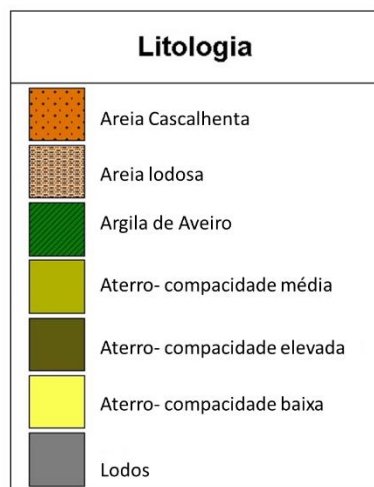 Litologia
Areia Cascalhenta
Areia lodosa
Argila de Aveiro
Aterro- compacidade média
Aterro- compacidade elevada
Aterro- compacidade baixa
Lodos